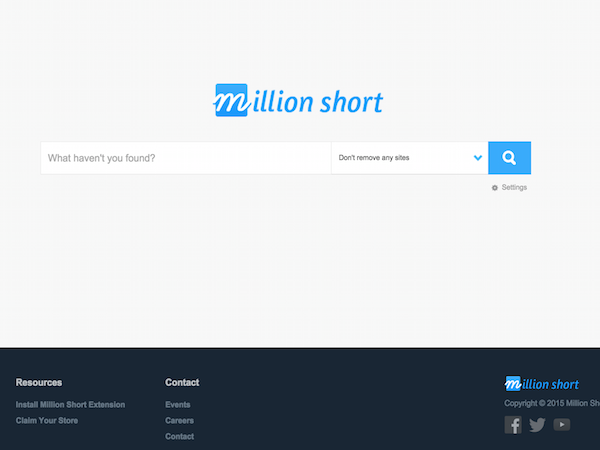 million short
What haven't you found?
Don't remove any sites
Settings
Resources
Install Million Short Extension
Claim Your Store
Contact
Events
Careers
Contact
million short
Copyright © 2015 Million Sh